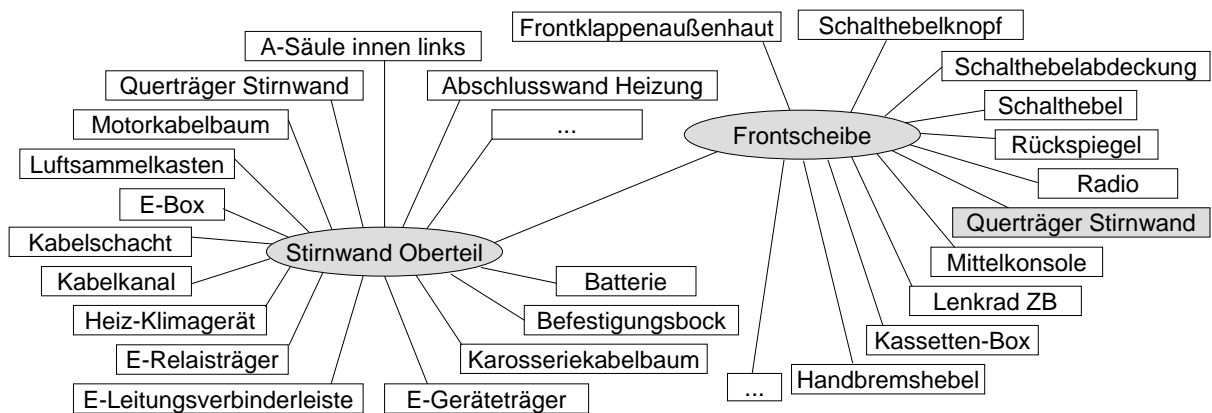 A-Säule innen links
Querträger Stirnwand
Motorkabelbaum
Luftsammelkasten
E-Box
Kabelschacht
Kabelkanal
Heiz-Klimagerät
E-Relaisträger
E-Leitungsverbinderleiste
Abschlusswand Heizung
...
Stirnwand Oberteil
Batterie
Befestigungsbock
Karosseriekabelbaum
E-Geräteträger
Frontklappenaußenhaut
Schalthebelknopf
Schalthebelabdeckung
Schalthebel
Frontscheibe
Rückspiegel
Radio
Querträger Stirnwand
Mittelkonsole
Lenkrad ZB
Kassetten-Box
Handbremshebel
...